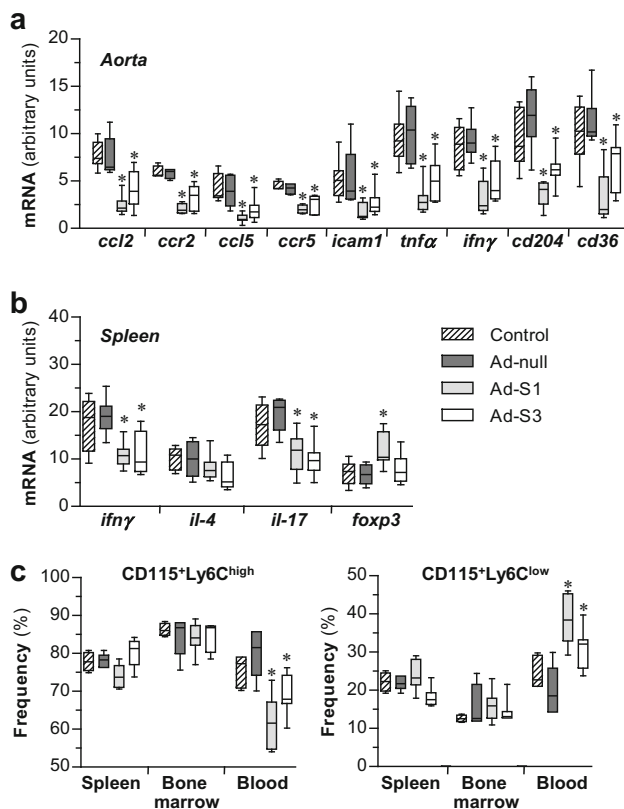 a
Aorta
mRNA (arbitrary units)
20
15
10
5
0
* * * * * * * * * * * * * * * * * *
ccl2 ccr2 ccl5 ccr5 icam1 tnfα ifnγ cd204 cd36
b
Spleen
mRNA (arbitrary units)
40
30
20
10
0
* * * * *
ifnγ il-4 il-17 foxp3
Control
Ad-null
Ad-S1
Ad-S3
c
CD115⁺Ly6Cʰⁱᵍʰ
Frequency (%)
100
90
80
70
60
50
* *
Spleen Bone Blood
marrow
CD115⁺Ly6Cˡᵒʷ
Frequency (%)
50
40
30
20
10
0
* *
Spleen Bone Blood
marrow